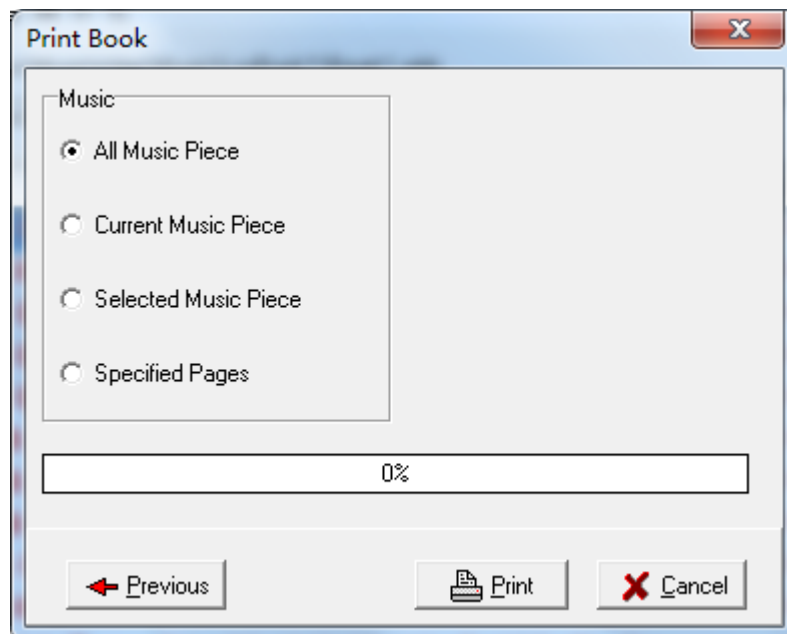 Print Book
Music
All Music Piece
Current Music Piece
Selected Music Piece
Specified Pages
0%
Previous
Print
Cancel